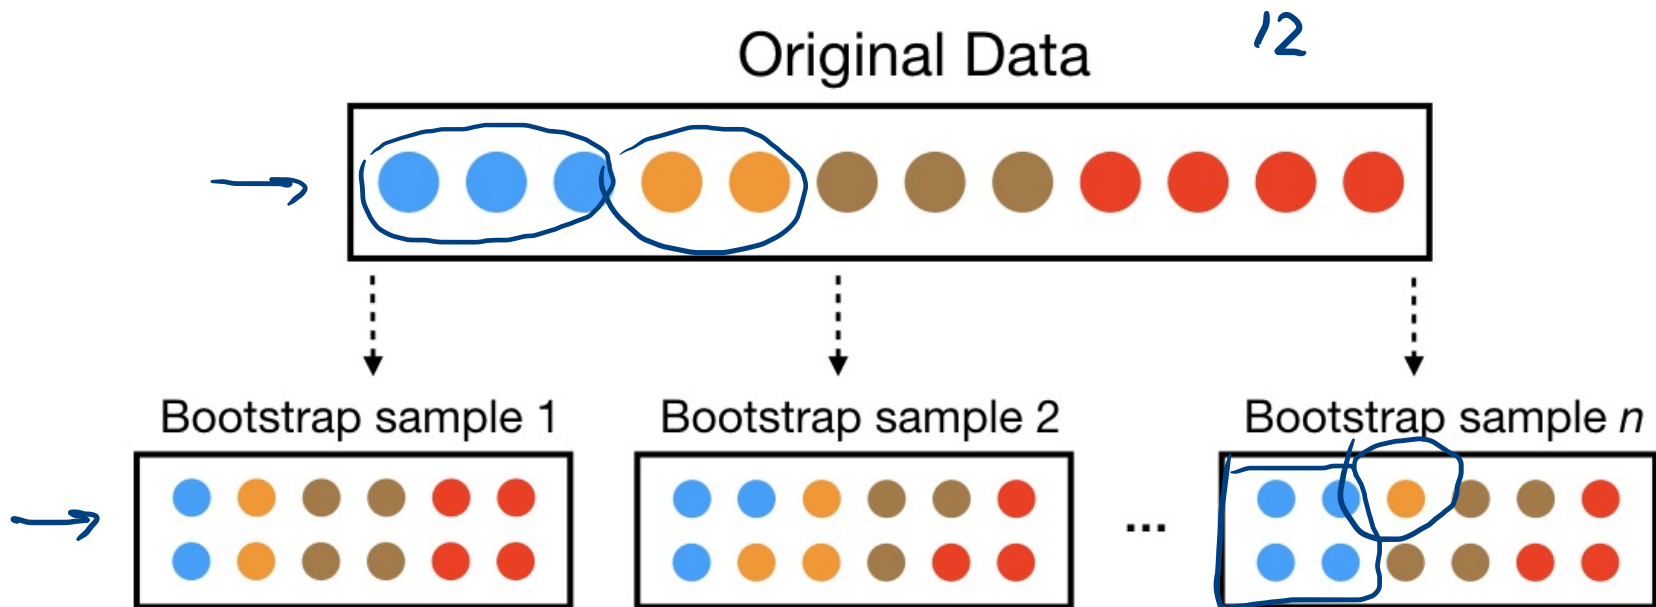 Original Data
12
Bootstrap sample 1
Bootstrap sample 2
...
Bootstrap sample n